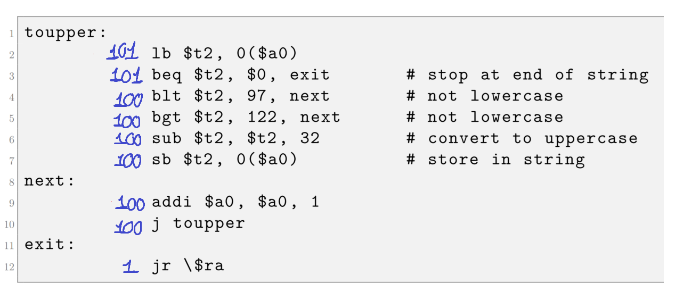 1 toupper:
2 101 lb $t2, 0($a0)
3 101 beq $t2, $0, exit # stop at end of string
4 100 blt $t2, 97, next # not lowercase
5 100 bgt $t2, 122, next # not lowercase
6 100 sub $t2, $t2, 32 # convert to uppercase
7 100 sb $t2, 0($a0) # store in string
8 next:
9 100 addi $a0, $a0, 1
10 100 j toupper
11 exit:
12 1 jr \$ra